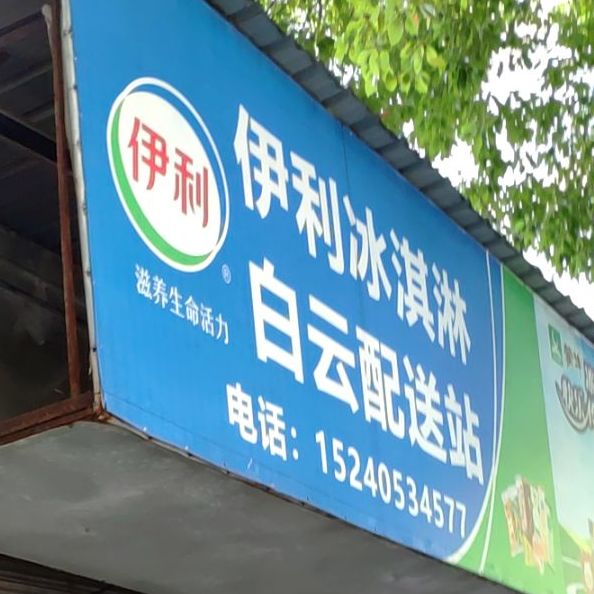 伊利
®
滋养生命活力
伊利冰淇淋
白云配送站
电话：15240534577